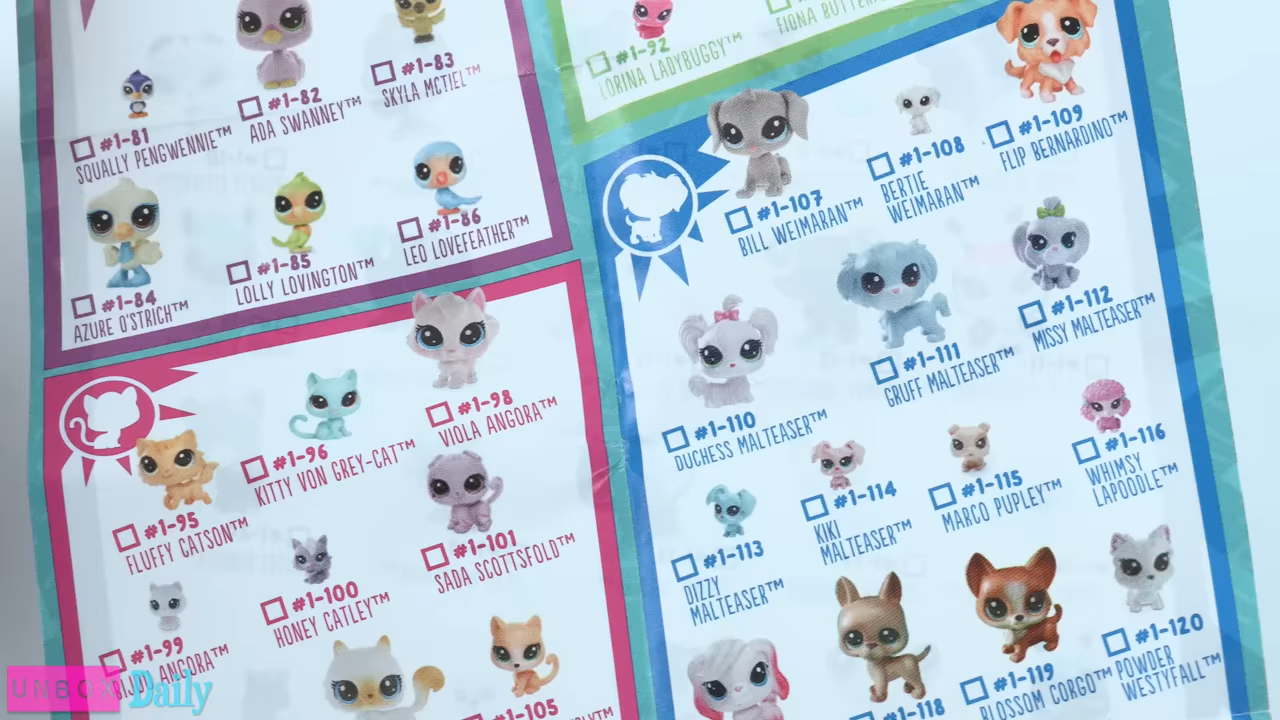 #1-81
SQUALLY PENGWENNIE™
#1-82
ADA SWANNEY™
#1-83
SKYLA MCTIEL™
#1-84
AZURE O'STRICH™
#1-85
LOLLY LOVINGTON™
#1-86
LEO LOVEFEATHER™
#1-92
LORINA LADYBUGGY™
#1-95
FLUFFY CATSON™
#1-96
KITTY VON GREY-CAT™
#1-98
VIOLA ANGORA™
#1-99
ANGORA™
#1-100
HONEY CATLEY™
#1-101
SADA SCOTTSFOLD™
#1-105
#1-107
BILL WEIMARAN™
#1-108
BERTIE
WEIMARAN™
#1-109
FLIP BERNARDINO™
#1-110
DUCHESS MALTEASER™
#1-111
GRUFF MALTEASER™
#1-112
MISSY MALTEASER™
#1-113
DIZZY
MALTEASER™
#1-114
KIKI
MALTEASER™
#1-115
MARCO PUPLEY™
#1-116
WHIMSY
LAPOODLE™
#1-118
#1-119
BLOSSOM CORGO™
#1-120
POWDER
WESTYFALL™
UNBOX Daily